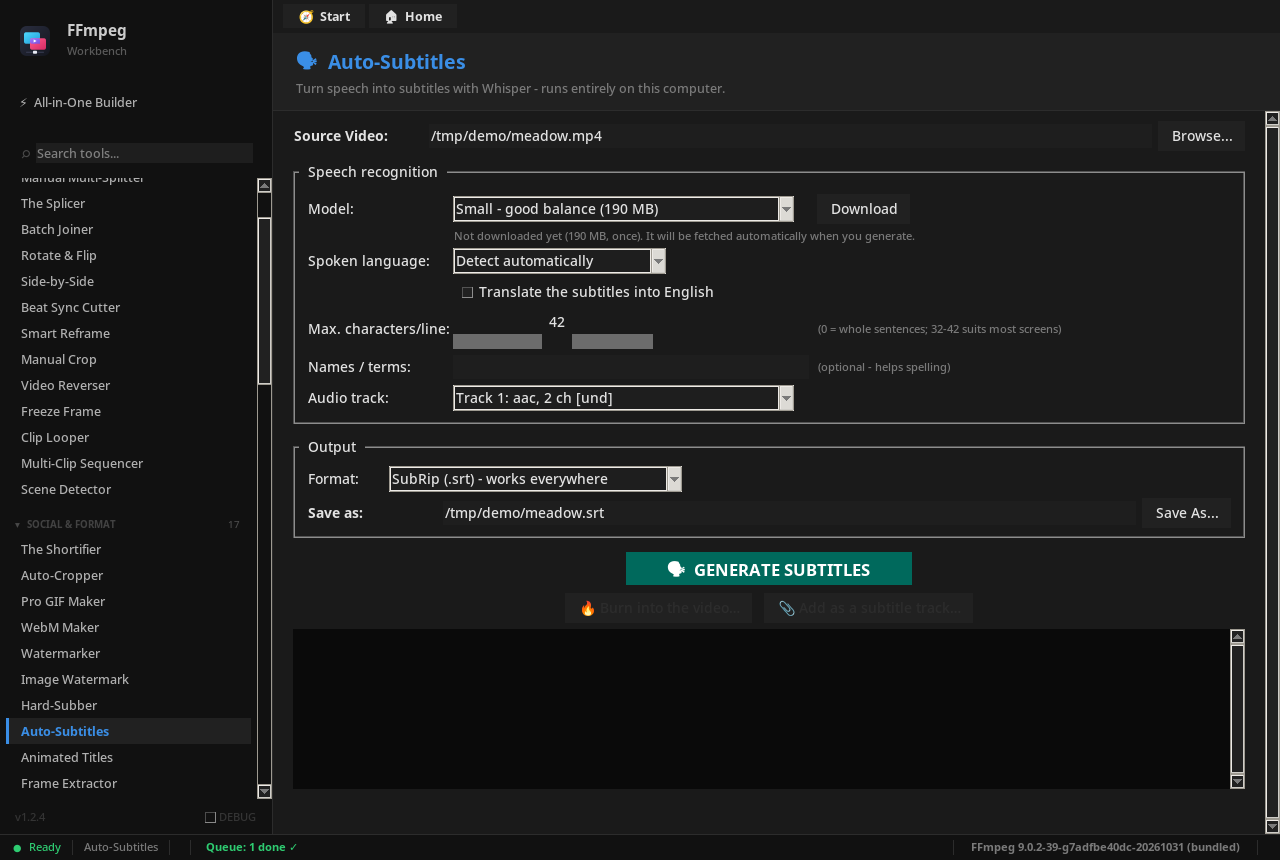 FFmpeg
Workbench
⚡ All-in-One Builder
Search tools...
Manual Multi-Splitter
The Splicer
Batch Joiner
Rotate & Flip
Side-by-Side
Beat Sync Cutter
Smart Reframe
Manual Crop
Video Reverser
Freeze Frame
Clip Looper
Multi-Clip Sequencer
Scene Detector
SOCIAL & FORMAT 17
The Shortifier
Auto-Cropper
Pro GIF Maker
WebM Maker
Watermarker
Image Watermark
Hard-Subber
Auto-Subtitles
Animated Titles
Frame Extractor
v1.2.4 DEBUG
Start Home
Auto-Subtitles
Turn speech into subtitles with Whisper - runs entirely on this computer.
Source Video: /tmp/demo/meadow.mp4 Browse...
Speech recognition
Model: Small - good balance (190 MB) Download
Not downloaded yet (190 MB, once). It will be fetched automatically when you generate.
Spoken language: Detect automatically
Translate the subtitles into English
Max. characters/line: 42 (0 = whole sentences; 32-42 suits most screens)
Names / terms: (optional - helps spelling)
Audio track: Track 1: aac, 2 ch [und]
Output
Format: SubRip (.srt) - works everywhere
Save as: /tmp/demo/meadow.srt Save As...
GENERATE SUBTITLES
Burn into the video... Add as a subtitle track...
Ready Auto-Subtitles Queue: 1 done ✓ FFmpeg 9.0.2-39-g7adfbe40dc-20261031 (bundled)